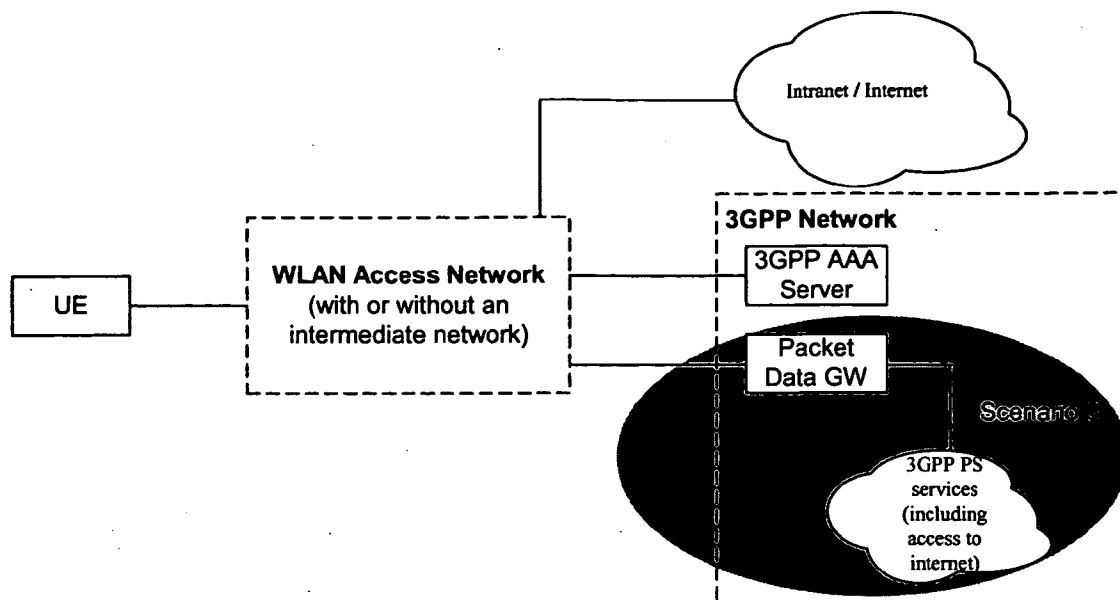 Intranet / Internet
3GPP Network
3GPP AAA
Server
WLAN Access Network
(with or without an
intermediate network)
UE
Packet
Data GW
Scenario
3GPP PS
services
(including
access to
internet)